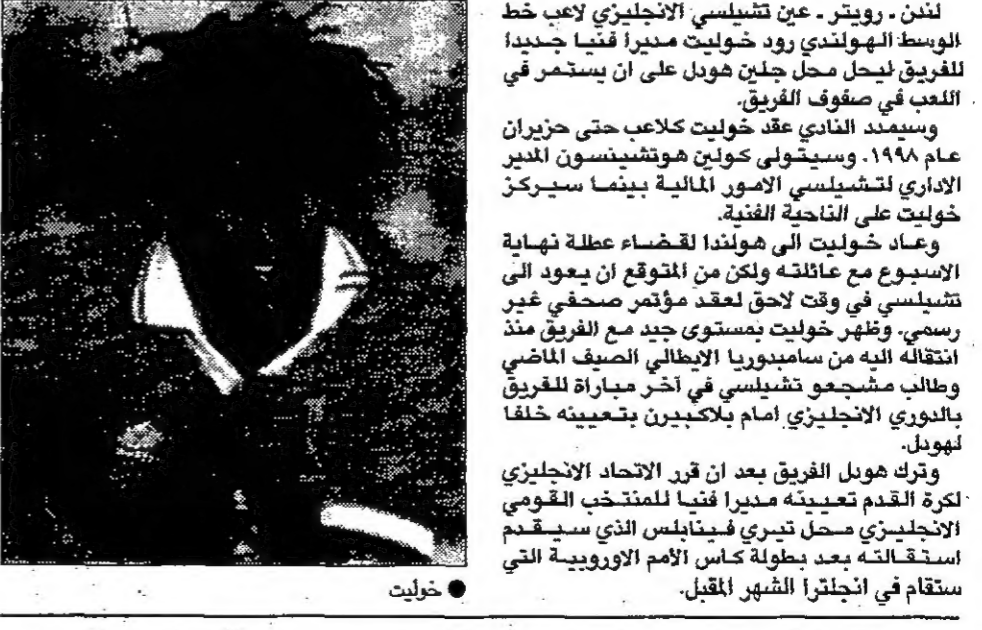 لندن ـ رويتر ـ عين تشيلسي الانجليزي لاعب خط
الوسط الهولندي رود خوليت مديرا فنيا جديدا
للفريق ليحل محل جلين هودل على ان يستمر في
اللعب في صفوف الفريق.
وسيمدد النادي عقد خوليت كلاعب حتى حزيران
عام ١٩٩٨. وسيتولى كولين هوتشينسون المدير
الاداري لتشيلسي الامور المالية بينما سيركز
خوليت على الناحية الفنية.
وعاد خوليت الى هولندا لقضاء عطلة نهاية
الاسبوع مع عائلته ولكن من المتوقع ان يعود الى
تشيلسي في وقت لاحق لعقد مؤتمر صحفي غير
رسمي. وظهر خوليت بمستوى جيد مع الفريق منذ
انتقاله اليه من سامبدوريا الايطالي الصيف الماضي
وطالب مشجعو تشيلسي في آخر مباراة للفريق
بالدوري الانجليزي امام بلاكبيرن بتعيينه خلفا
لهودل.
وترك هودل الفريق بعد ان قرر الاتحاد الانجليزي
لكرة القدم تعيينه مديرا فنيا للمنتخب القومي
الانجليزي محل تيري فينابلس الذي سيقدم
استقالته بعد بطولة كأس الأمم الاوروبية التي
ستقام في انجلترا الشهر المقبل.
● خوليت